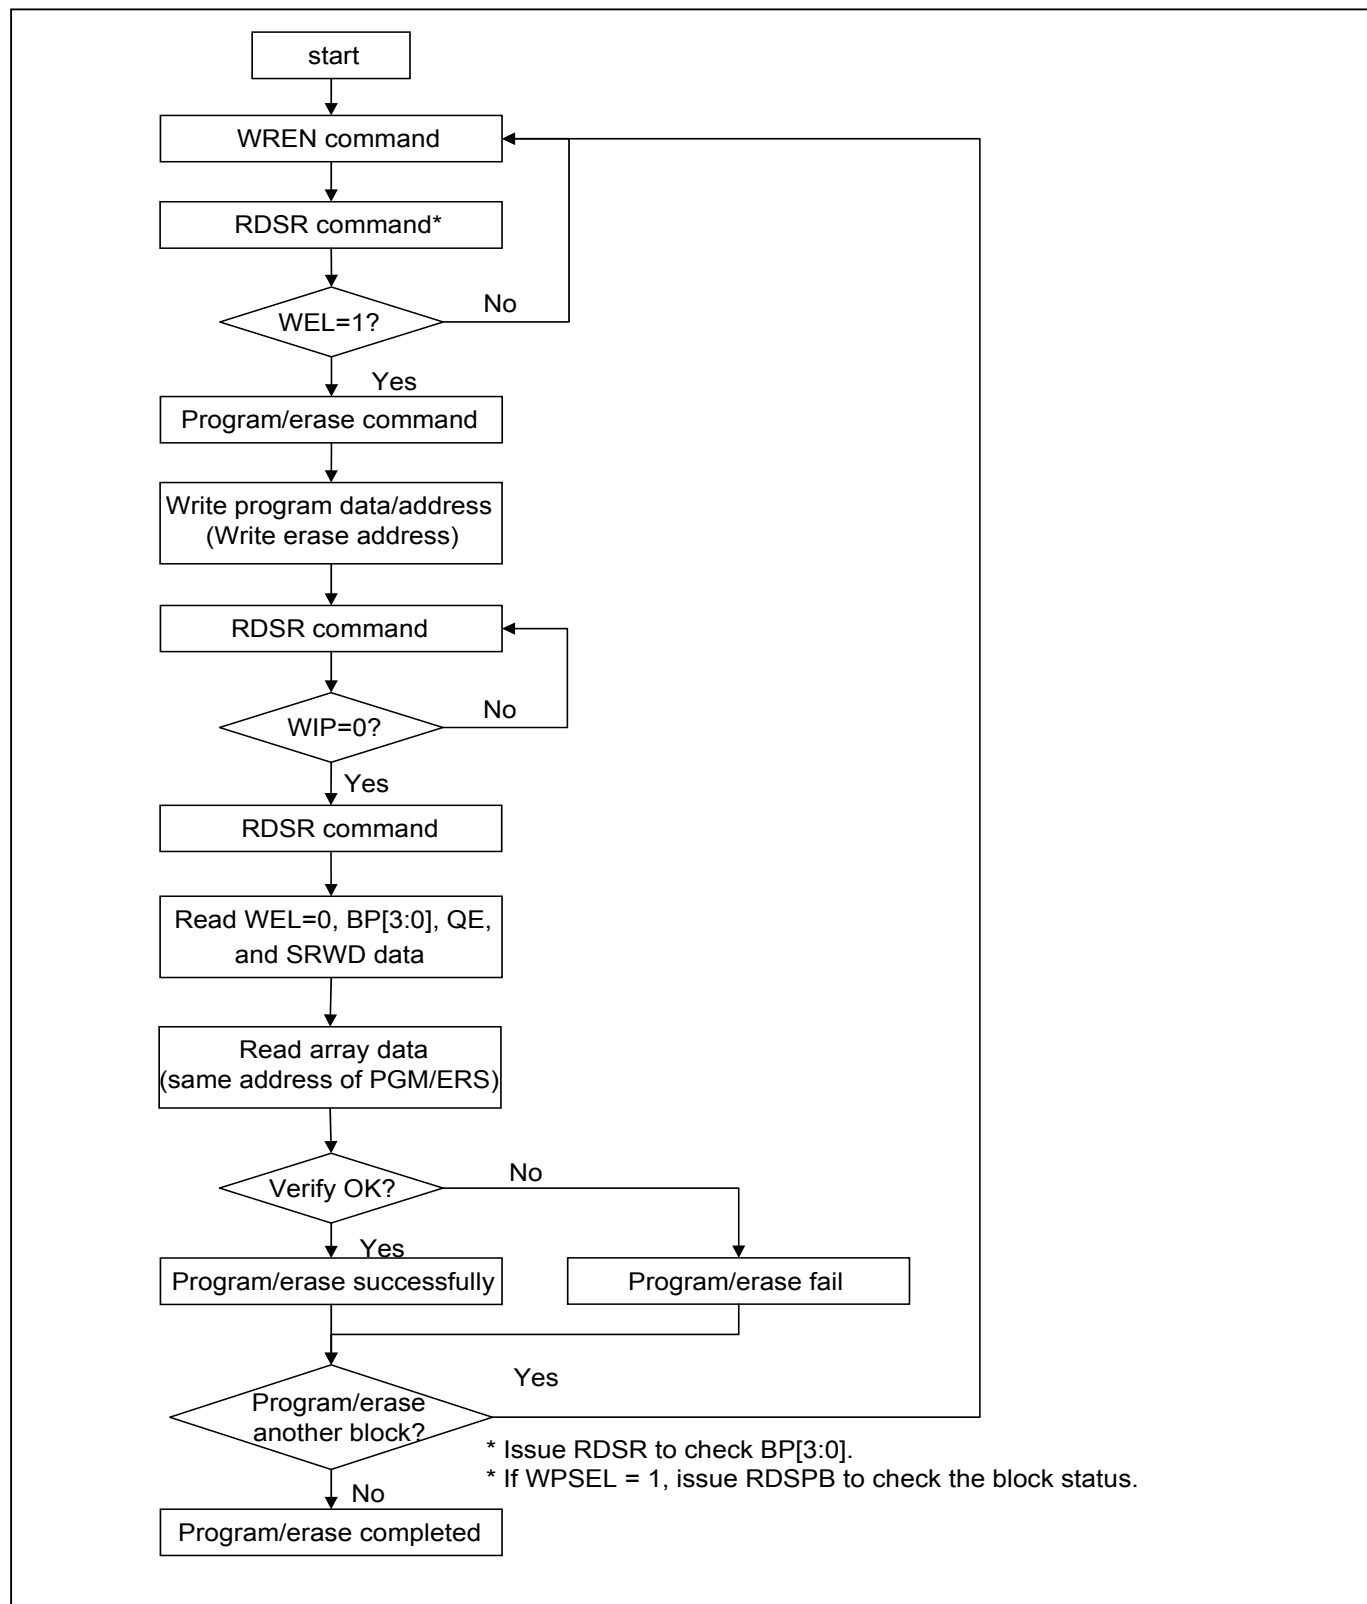 start
WREN command
RDSR command*
WEL=1?
No
Yes
Program/erase command
Write program data/address
(Write erase address)
RDSR command
WIP=0?
No
Yes
RDSR command
Read WEL=0, BP[3:0], QE,
and SRWD data
Read array data
(same address of PGM/ERS)
Verify OK?
No
Yes
Program/erase successfully
Program/erase fail
Program/erase
another block?
Yes
* Issue RDSR to check BP[3:0].
* If WPSEL = 1, issue RDSPB to check the block status.
No
Program/erase completed